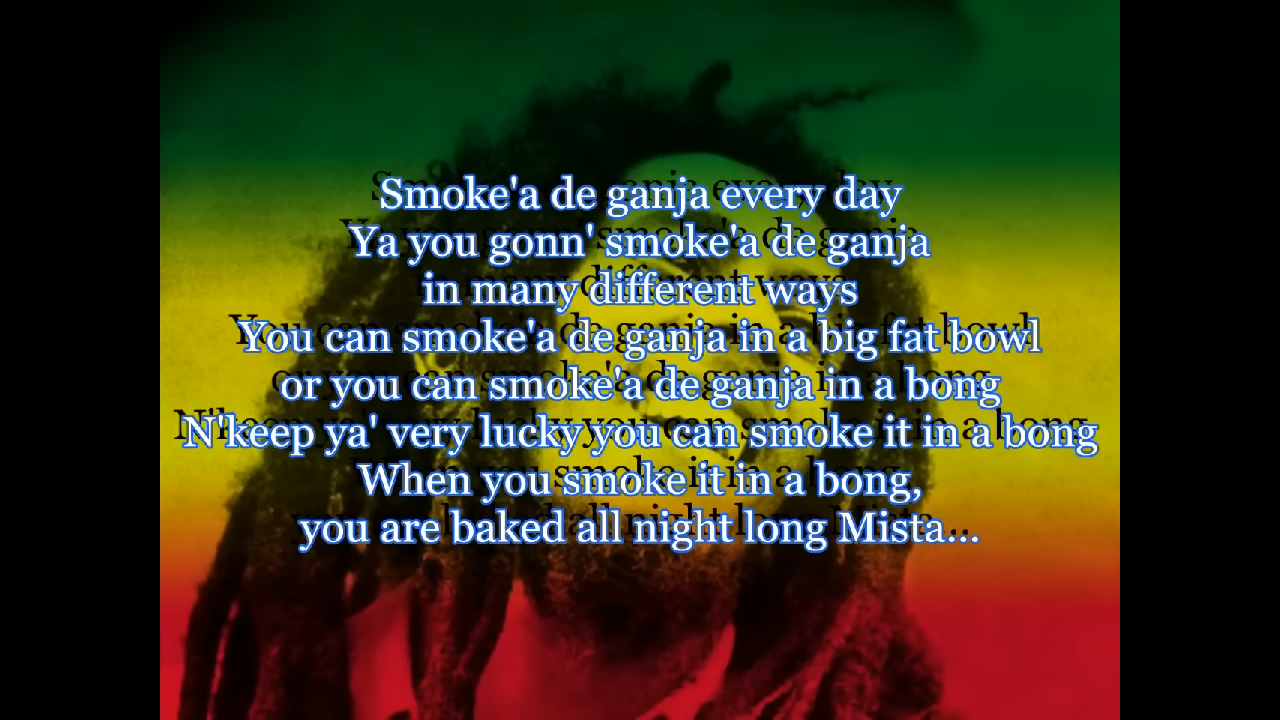 Smoke'a de ganja every day
Ya you gonn' smoke'a de ganja
in many different ways
You can smoke'a de ganja in a big fat bowl
or you can smoke'a de ganja in a bong
N'keep ya' very lucky you can smoke it in a bong
When you smoke it in a bong,
you are baked all night long Mista...